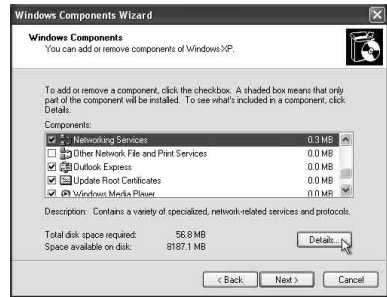 Windows Components Wizard
Windows Components
You can add or remove components of Windows XP.
To add or remove a component, click the checkbox. A shaded box means that only
part of the component will be installed. To see what's included in a component, click
Details.
Components:
Networking Services 0.3 MB
Other Network File and Print Services 0.0 MB
Outlook Express 0.0 MB
Update Root Certificates 0.0 MB
Windows Media Player 0.0 MB
Description: Contains a variety of specialized, network-related services and protocols.
Total disk space required: 56.8 MB
Space available on disk: 8187.1 MB
Details...
< Back Next > Cancel